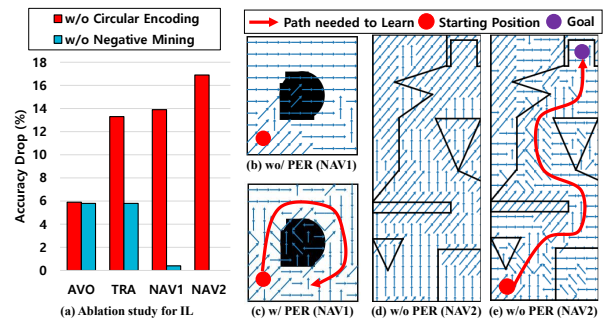 w/o Circular Encoding
w/o Negative Mining
Accuracy Drop (%)
18
16
14
12
10
8
6
4
2
0
AVO TRA NAV1 NAV2
(a) Ablation study for IL
Path needed to Learn Starting Position Goal
(b) wo/ PER (NAV1)
(c) w/ PER (NAV1)
(d) w/o PER (NAV2)
(e) w/o PER (NAV2)